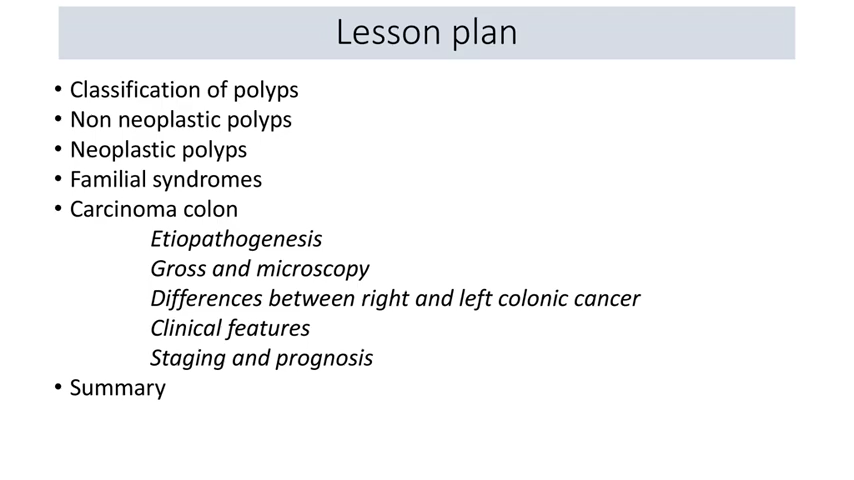 Lesson plan
• Classification of polyps
• Non neoplastic polyps
• Neoplastic polyps
• Familial syndromes
• Carcinoma colon
Etiopathogenesis
Gross and microscopy
Differences between right and left colonic cancer
Clinical features
Staging and prognosis
• Summary